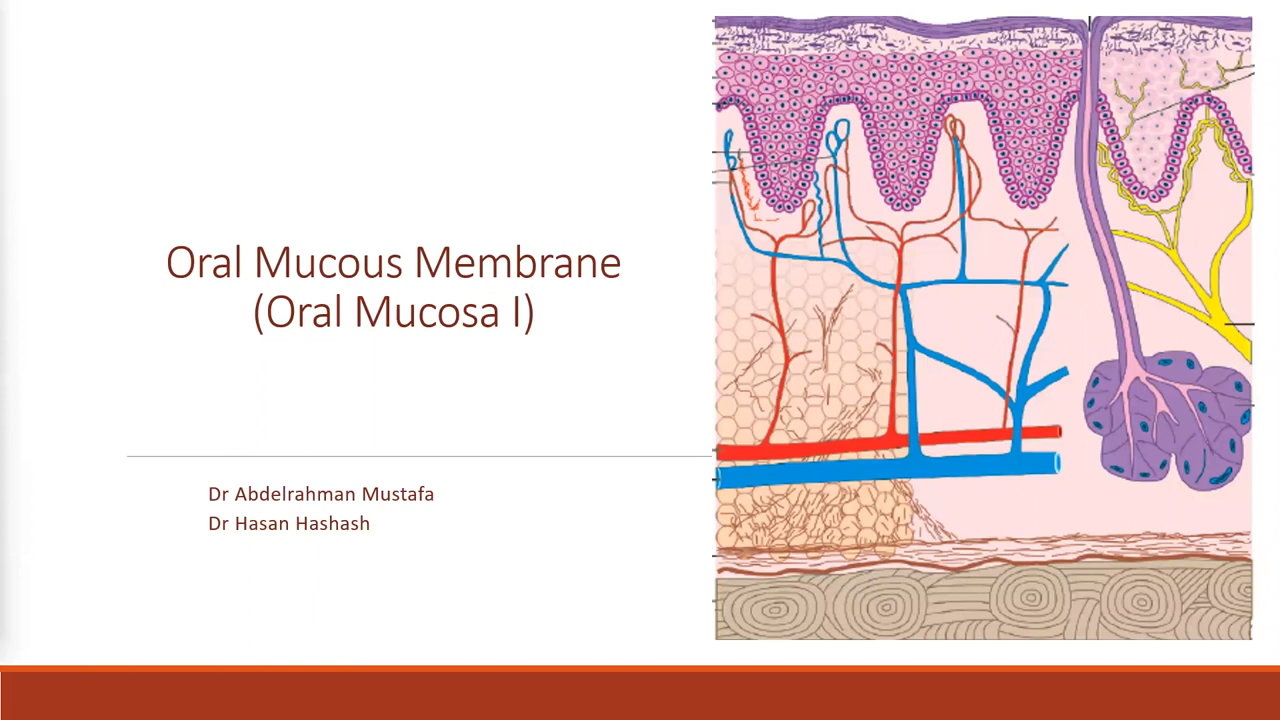 Oral Mucous Membrane
(Oral Mucosa I)
Dr Abdelrahman Mustafa
Dr Hasan Hashash